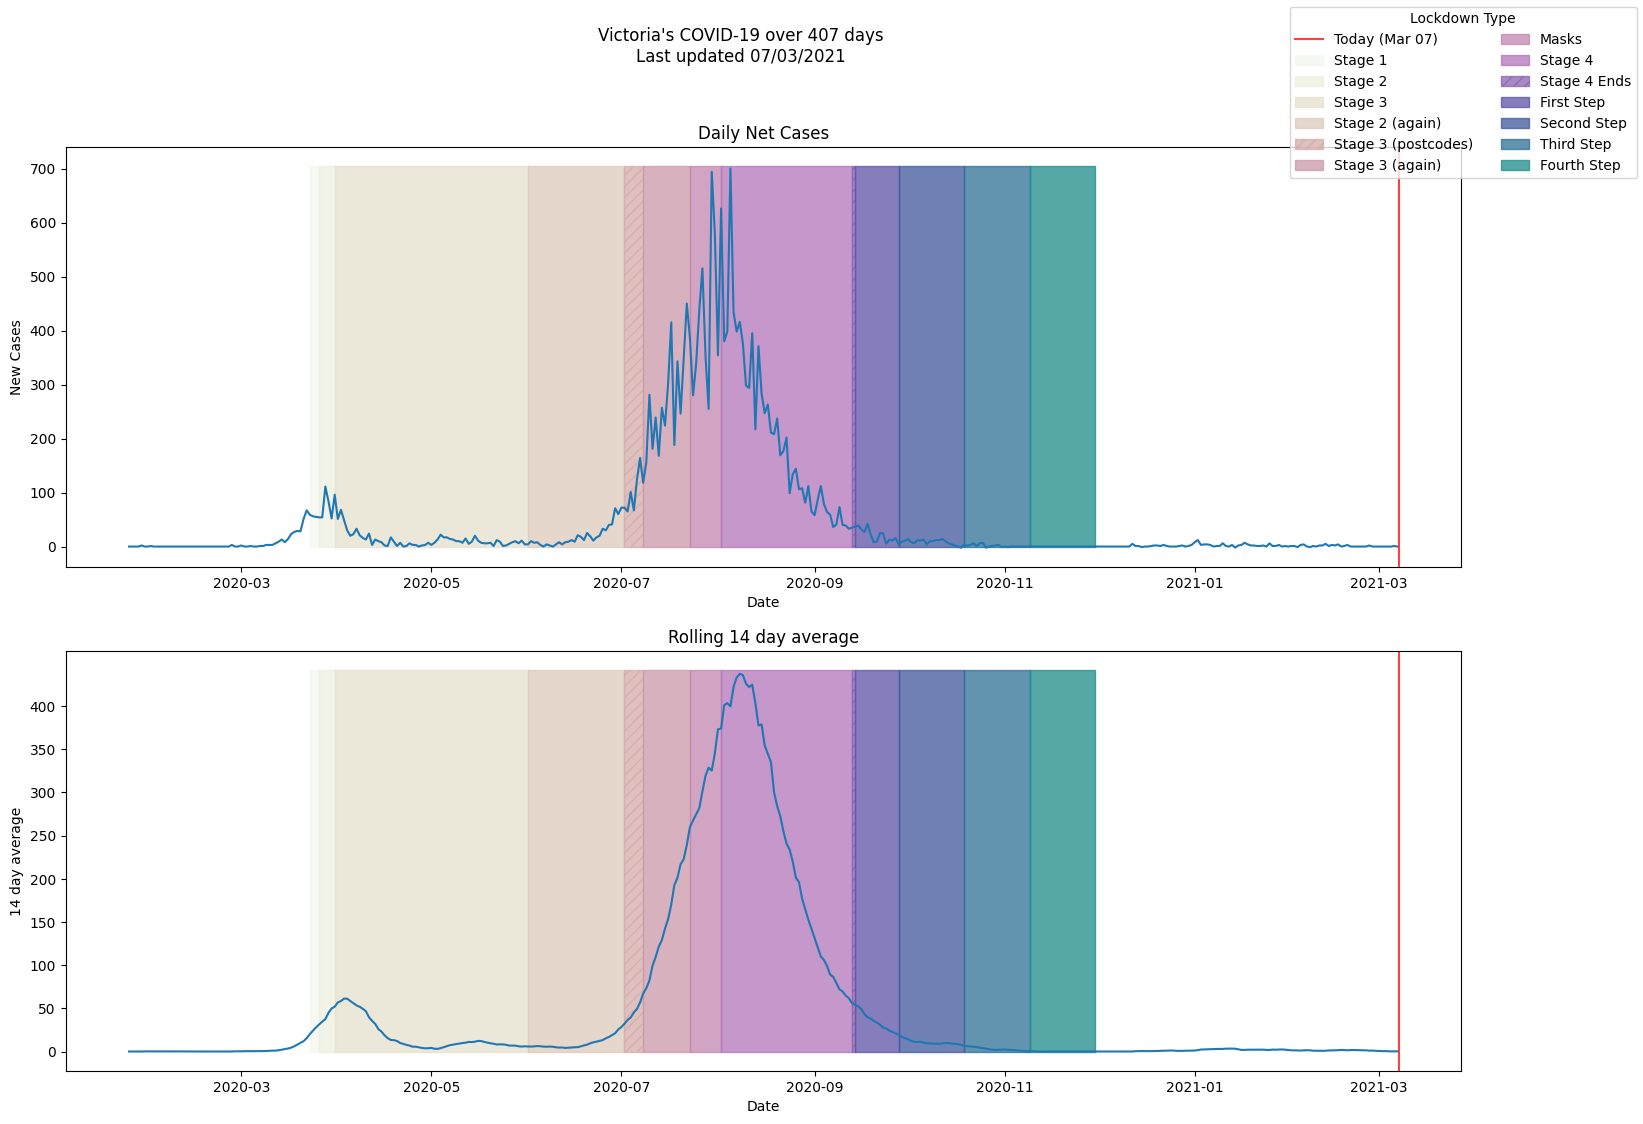 Victoria's COVID-19 over 407 days
Last updated 07/03/2021
Lockdown Type
Today (Mar 07)
Stage 1
Stage 2
Stage 3
Stage 2 (again)
Stage 3 (postcodes)
Stage 3 (again)
Masks
Stage 4
Stage 4 Ends
First Step
Second Step
Third Step
Fourth Step
Daily Net Cases
New Cases
700
600
500
400
300
200
100
0
2020-03 2020-05 2020-07 2020-09 2020-11 2021-01 2021-03
Date
Rolling 14 day average
14 day average
400
350
300
250
200
150
100
50
0
2020-03 2020-05 2020-07 2020-09 2020-11 2021-01 2021-03
Date